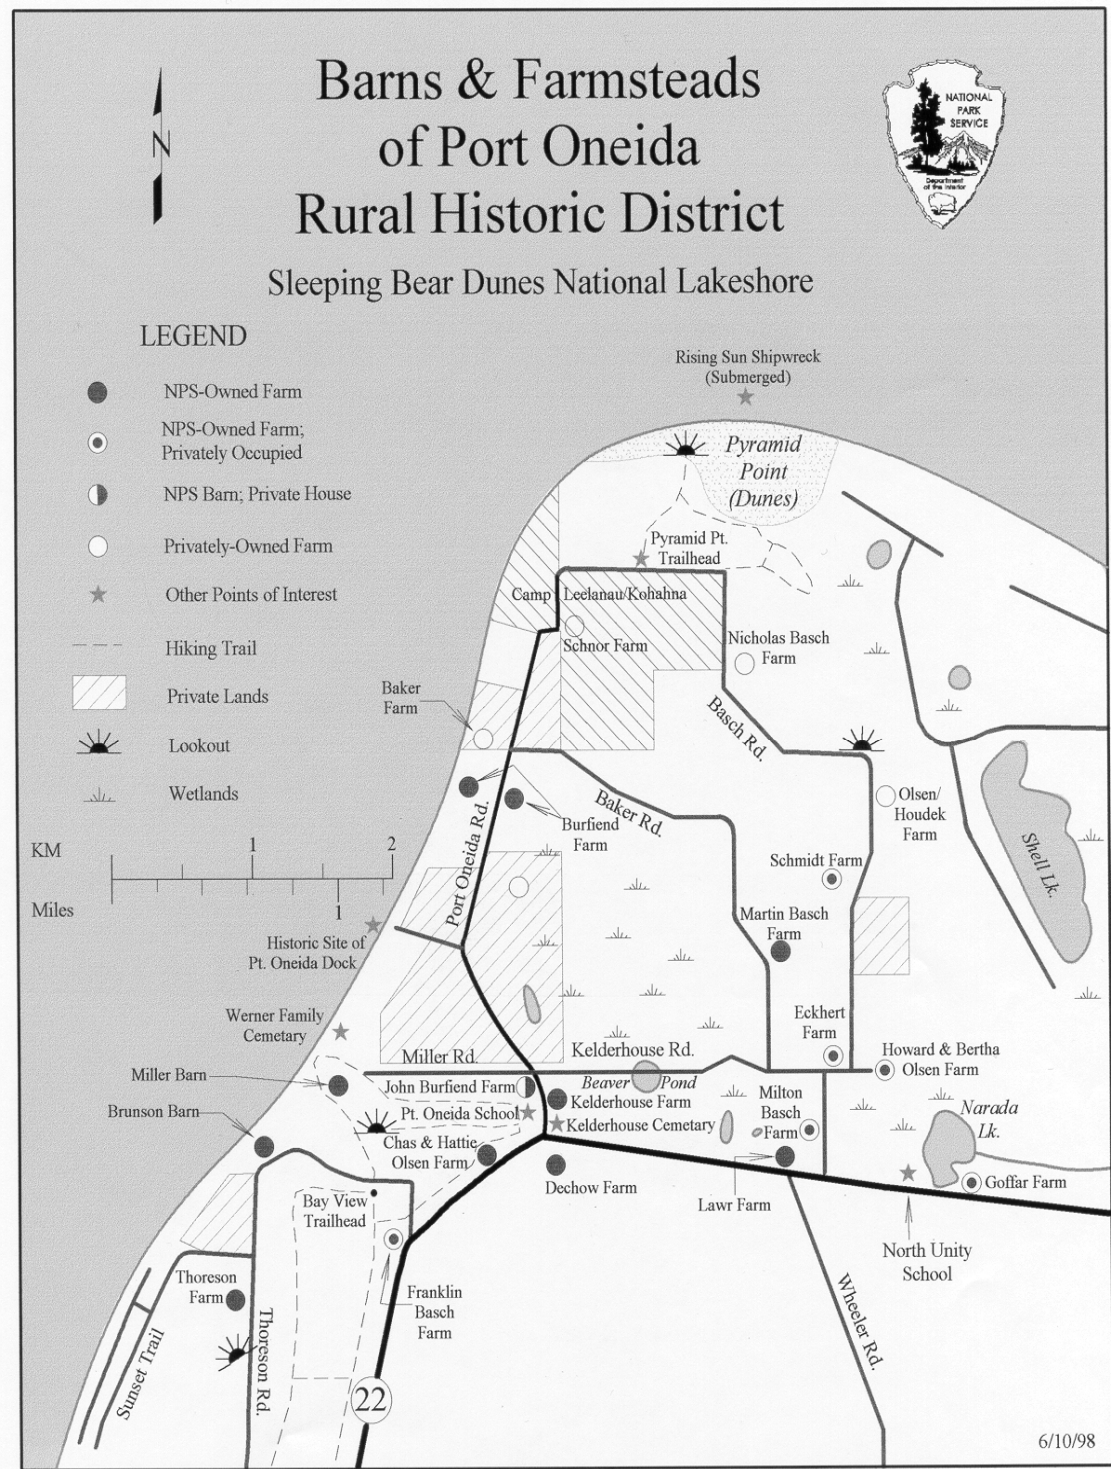 Barns & Farmsteads
of Port Oneida
Rural Historic District
Sleeping Bear Dunes National Lakeshore
N
NATIONAL
PARK
SERVICE
Department
of the Interior
LEGEND
NPS-Owned Farm
NPS-Owned Farm;
Privately Occupied
NPS Barn; Private House
Privately-Owned Farm
Other Points of Interest
Hiking Trail
Private Lands
Lookout
Wetlands
KM
1
2
Miles
1
Rising Sun Shipwreck
(Submerged)
Pyramid
Point
(Dunes)
Pyramid Pt.
Trailhead
Camp Leelanau/Kohahna
Schnor Farm
Nicholas Basch
Farm
Baker
Farm
Basch Rd.
Baker Rd.
Burfiend
Farm
Port Oneida Rd.
Olsen/
Houdek
Farm
Shell Lk.
Schmidt Farm
Martin Basch
Farm
Historic Site of
Pt. Oneida Dock
Werner Family
Cemetary
Eckhert
Farm
Miller Rd.
Kelderhouse Rd.
Howard & Bertha
Olsen Farm
Miller Barn
John Burfiend Farm
Beaver Pond
Kelderhouse Farm
Milton
Basch
Farm
Narada
Lk.
Brunson Barn
Pt. Oneida School
Kelderhouse Cemetary
Chas & Hattie
Olsen Farm
Dechow Farm
Lawr Farm
Goffar Farm
Bay View
Trailhead
North Unity
School
Thoreson
Farm
Franklin
Basch
Farm
Sunset Trail
Thoreson Rd.
Wheeler Rd.
22
6/10/98